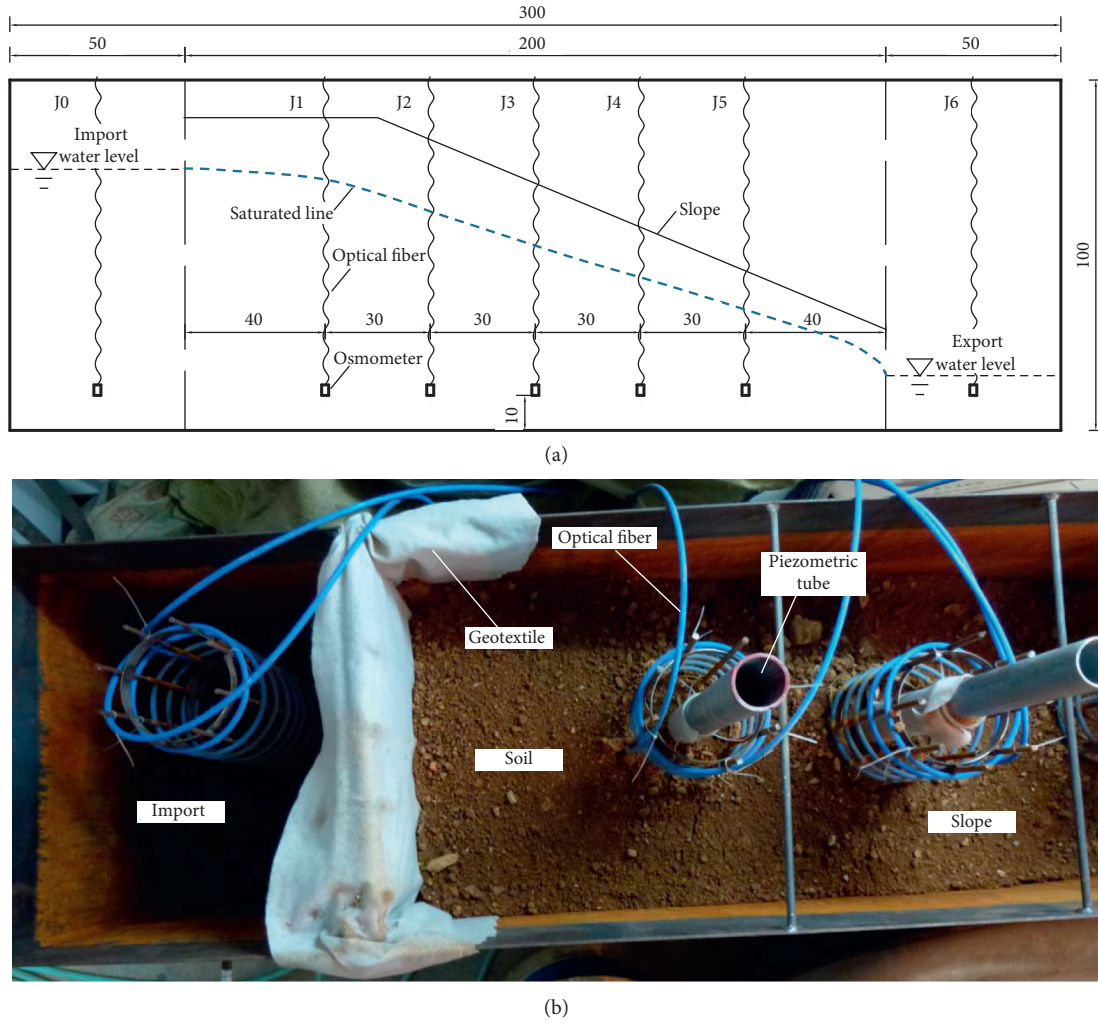 300
50
200
50
J0
J1
J2
J3
J4
J5
J6
Import
water level
Saturated line
Slope
Optical fiber
100
40
30
30
30
30
40
Osmometer
Export
water level
10
(a)
Optical fiber
Piezometric
tube
Geotextile
Soil
Import
Slope
(b)